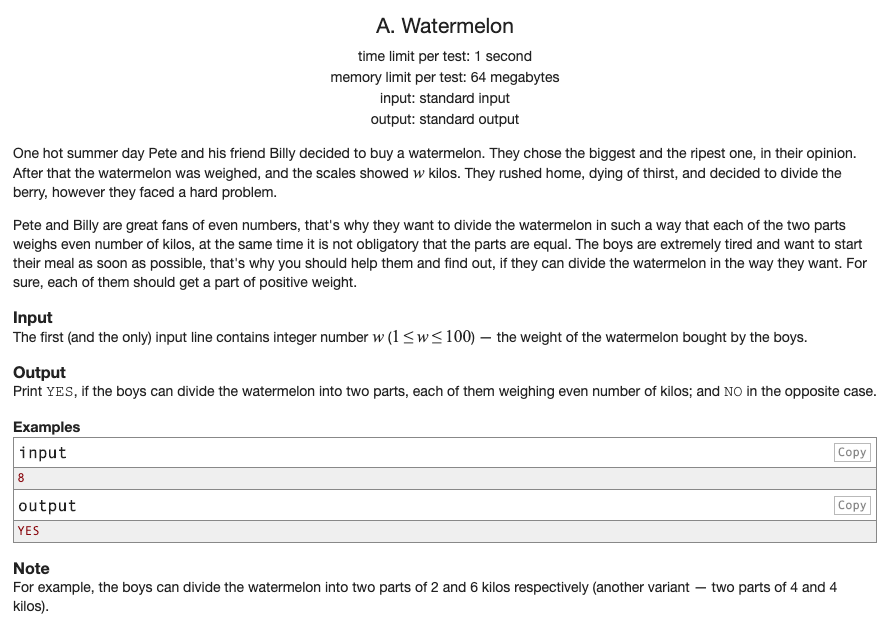 A. Watermelon
time limit per test: 1 second
memory limit per test: 64 megabytes
input: standard input
output: standard output
One hot summer day Pete and his friend Billy decided to buy a watermelon. They chose the biggest and the ripest one, in their opinion.
After that the watermelon was weighed, and the scales showed w kilos. They rushed home, dying of thirst, and decided to divide the
berry, however they faced a hard problem.
Pete and Billy are great fans of even numbers, that's why they want to divide the watermelon in such a way that each of the two parts
weighs even number of kilos, at the same time it is not obligatory that the parts are equal. The boys are extremely tired and want to start
their meal as soon as possible, that's why you should help them and find out, if they can divide the watermelon in the way they want. For
sure, each of them should get a part of positive weight.
Input
The first (and the only) input line contains integer number w (1 ≤ w ≤ 100) — the weight of the watermelon bought by the boys.
Output
Print YES, if the boys can divide the watermelon into two parts, each of them weighing even number of kilos; and NO in the opposite case.
Examples
input Copy
8
output Copy
YES
Note
For example, the boys can divide the watermelon into two parts of 2 and 6 kilos respectively (another variant — two parts of 4 and 4
kilos).